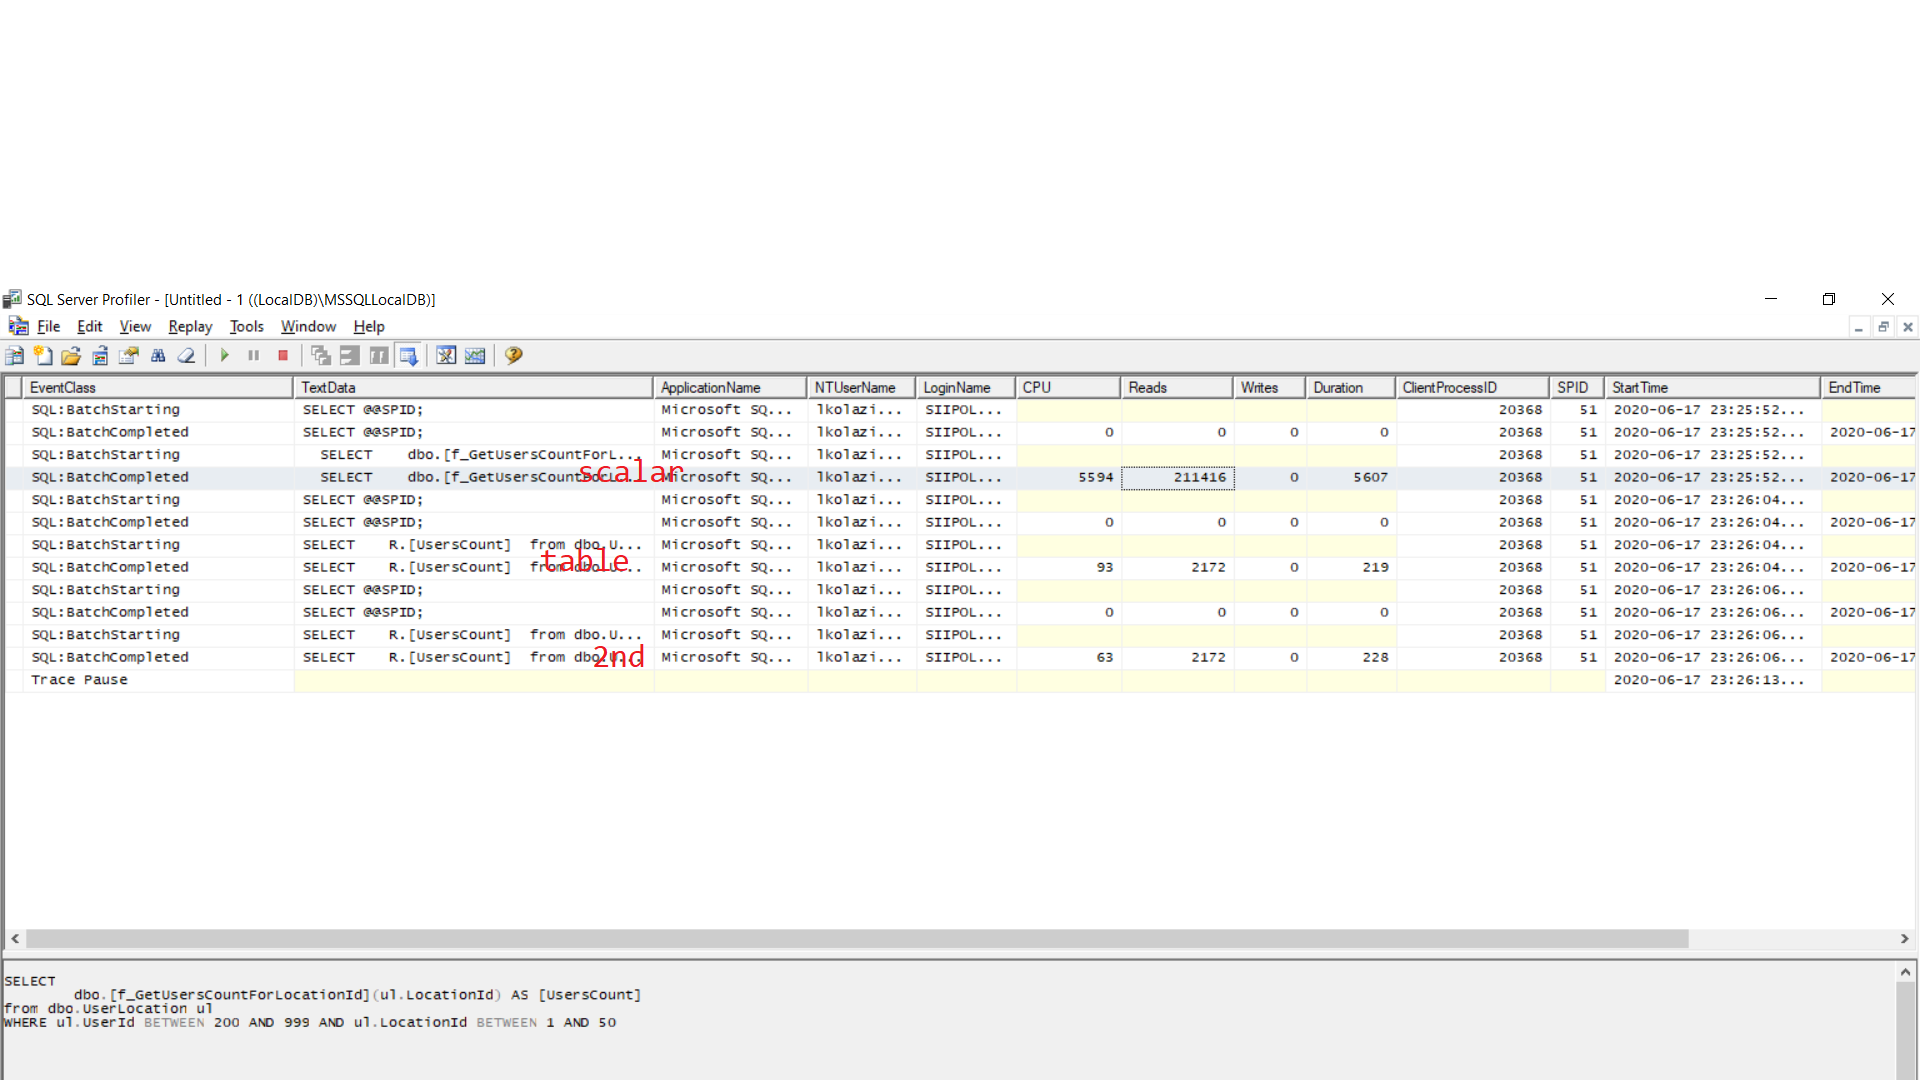 SQL Server Profiler - [Untitled - 1 ((LocalDB)\MSSQLLocalDB)]
File Edit View Replay Tools Window Help
EventClass TextData ApplicationName NTUserName LoginName CPU Reads Writes Duration ClientProcessID SPID StartTime EndTime
SQL:BatchStarting SELECT @@SPID; Microsoft SQ... lkolazi... SIIPOL... 20368 51 2020-06-17 23:25:52...
SQL:BatchCompleted SELECT @@SPID; Microsoft SQ... lkolazi... SIIPOL... 0 0 0 0 20368 51 2020-06-17 23:25:52... 2020-06-17
SQL:BatchStarting SELECT dbo.[f_GetUsersCountForL... Microsoft SQ... lkolazi... SIIPOL... 20368 51 2020-06-17 23:25:52...
SQL:BatchCompleted SELECT dbo.[f_GetUsersCountForL... Microsoft SQ... lkolazi... SIIPOL... 5594 211416 0 5607 20368 51 2020-06-17 23:25:52... 2020-06-17
scalar
SQL:BatchStarting SELECT @@SPID; Microsoft SQ... lkolazi... SIIPOL... 20368 51 2020-06-17 23:26:04...
SQL:BatchCompleted SELECT @@SPID; Microsoft SQ... lkolazi... SIIPOL... 0 0 0 0 20368 51 2020-06-17 23:26:04... 2020-06-17
SQL:BatchStarting SELECT R.[UsersCount] from dbo.U... Microsoft SQ... lkolazi... SIIPOL... 20368 51 2020-06-17 23:26:04...
table
SQL:BatchCompleted SELECT R.[UsersCount] from dbo.U... Microsoft SQ... lkolazi... SIIPOL... 93 2172 0 219 20368 51 2020-06-17 23:26:04... 2020-06-17
SQL:BatchStarting SELECT @@SPID; Microsoft SQ... lkolazi... SIIPOL... 20368 51 2020-06-17 23:26:06...
SQL:BatchCompleted SELECT @@SPID; Microsoft SQ... lkolazi... SIIPOL... 0 0 0 0 20368 51 2020-06-17 23:26:06... 2020-06-17
SQL:BatchStarting SELECT R.[UsersCount] from dbo.U... Microsoft SQ... lkolazi... SIIPOL... 20368 51 2020-06-17 23:26:06...
SQL:BatchCompleted SELECT R.[UsersCount] from dbo.U... Microsoft SQ... lkolazi... SIIPOL... 63 2172 0 228 20368 51 2020-06-17 23:26:06... 2020-06-17
2nd
Trace Pause 2020-06-17 23:26:13...
SELECT
dbo.[f_GetUsersCountForLocationId](ul.LocationId) AS [UsersCount]
from dbo.UserLocation ul
WHERE ul.UserId BETWEEN 200 AND 999 AND ul.LocationId BETWEEN 1 AND 50